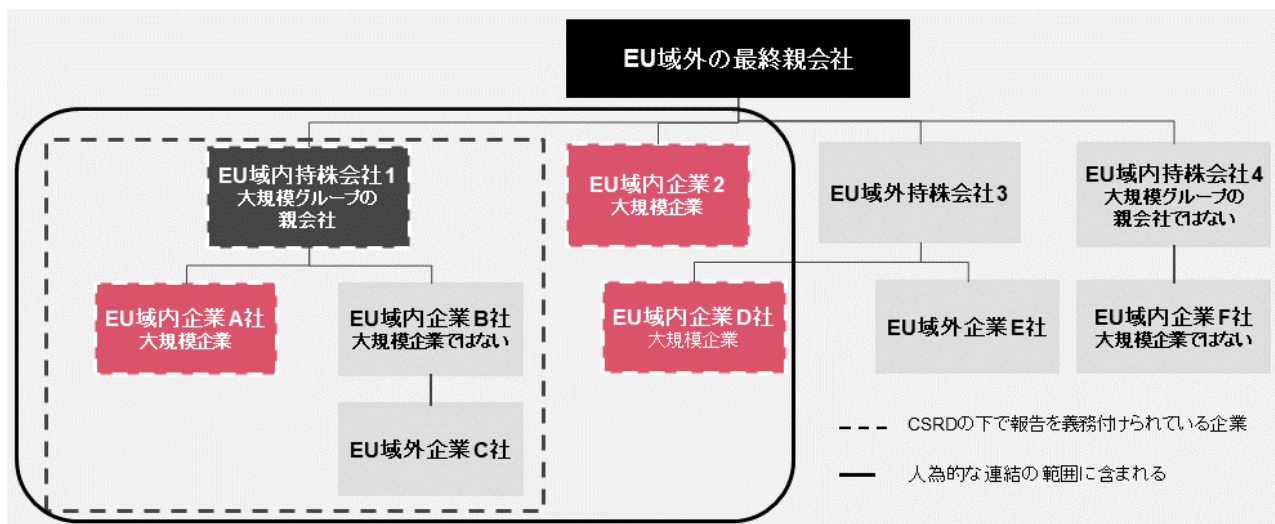 EU域外の最終親会社
EU域内持株会社1
大規模グループの
親会社
EU域内企業2
大規模企業
EU域外持株会社3
EU域内持株会社4
大規模グループの
親会社ではない
EU域内企業A社
大規模企業
EU域内企業B社
大規模企業ではない
EU域内企業D社
大規模企業
EU域外企業E社
EU域内企業F社
大規模企業ではない
EU域外企業C社
CSRDの下で報告を義務付けられている企業
人為的な連結の範囲に含まれる